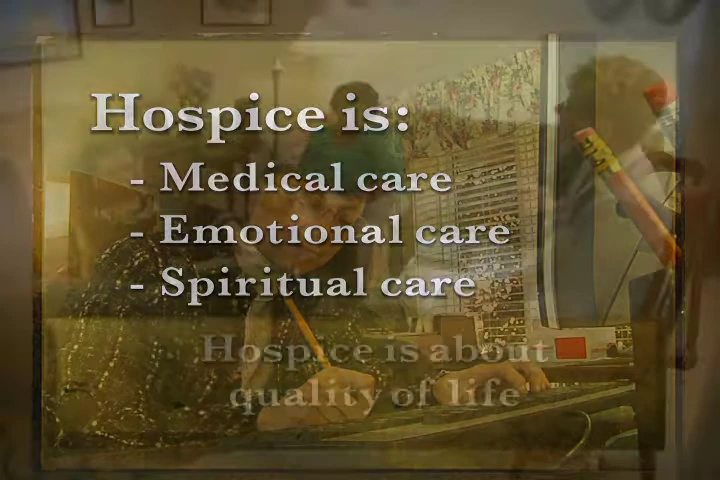 Hospice is:
- Medical care
- Emotional care
- Spiritual care
Hospice is about
quality of life